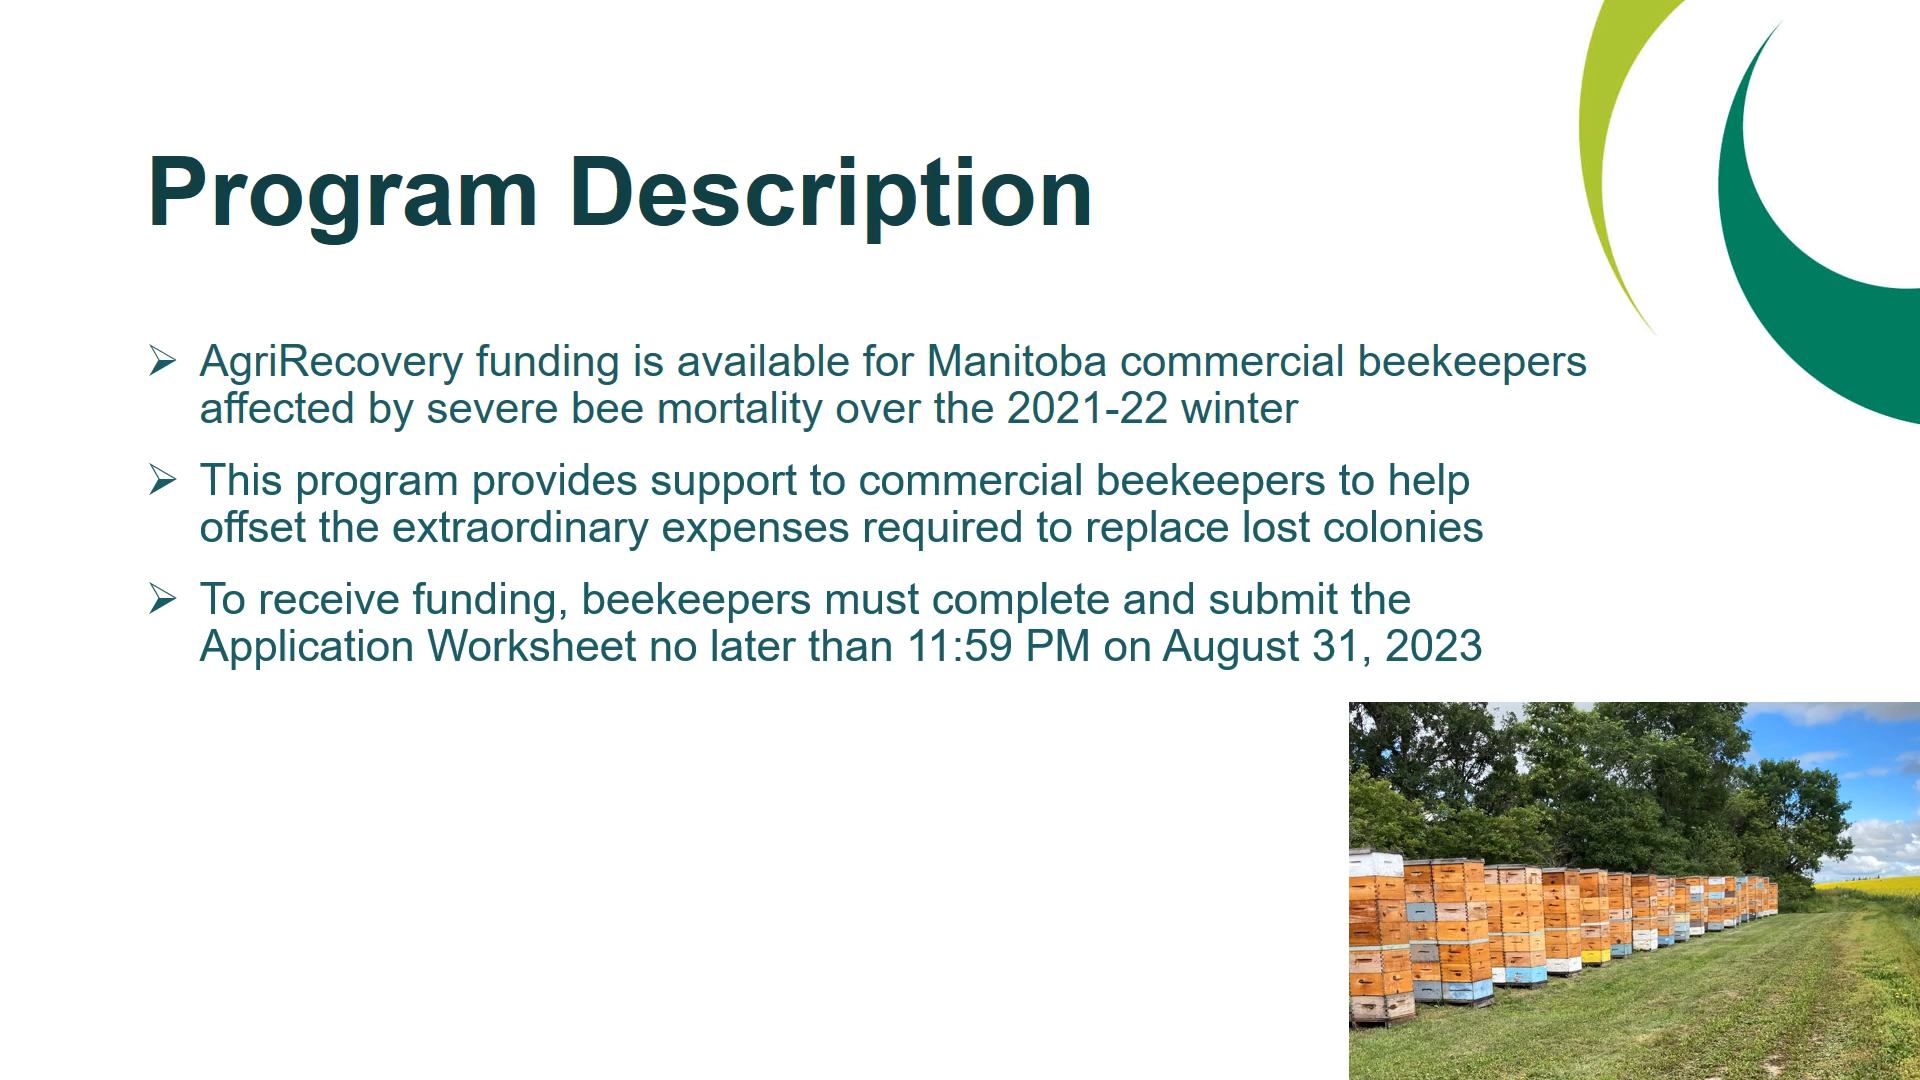 Program Description
➢ AgriRecovery funding is available for Manitoba commercial beekeepers
affected by severe bee mortality over the 2021-22 winter
➢ This program provides support to commercial beekeepers to help
offset the extraordinary expenses required to replace lost colonies
➢ To receive funding, beekeepers must complete and submit the
Application Worksheet no later than 11:59 PM on August 31, 2023